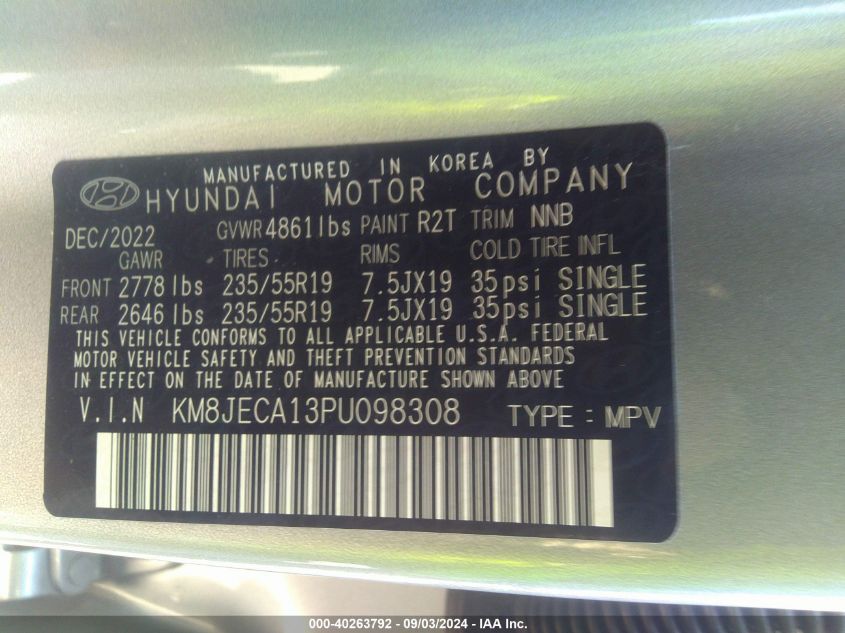 MANUFACTURED IN KOREA BY
HYUNDAI MOTOR COMPANY
DEC/2022 GVWR 4861 lbs PAINT R2T TRIM NNB
GAWR TIRES RIMS COLD TIRE INFL
FRONT 2778 lbs 235/55R19 7.5JX19 35psi SINGLE
REAR 2646 lbs 235/55R19 7.5JX19 35psi SINGLE
THIS VEHICLE CONFORMS TO ALL APPLICABLE U.S.A. FEDERAL
MOTOR VEHICLE SAFETY AND THEFT PREVENTION STANDARDS
IN EFFECT ON THE DATE OF MANUFACTURE SHOWN ABOVE
V.I.N KM8JECA13PU098308 TYPE : MPV
000-40263792 - 09/03/2024 - IAA Inc.